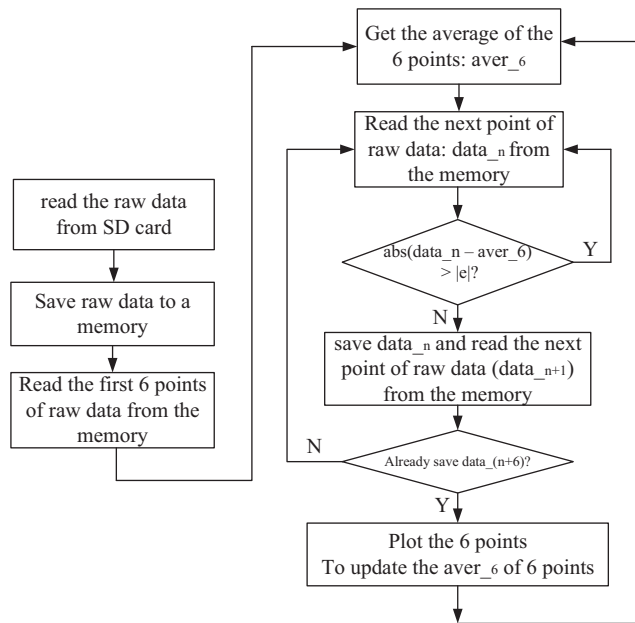 read the raw data
from SD card
Save raw data to a
memory
Read the first 6 points
of raw data from the
memory
Get the average of the
6 points: aver_6
Read the next point of
raw data: data_n from
the memory
abs(data_n – aver_6)
> |e|?
Y
N
save data_n and read the next
point of raw data (data_n+1)
from the memory
N
Already save data_(n+6)?
Y
Plot the 6 points
To update the aver_6 of 6 points